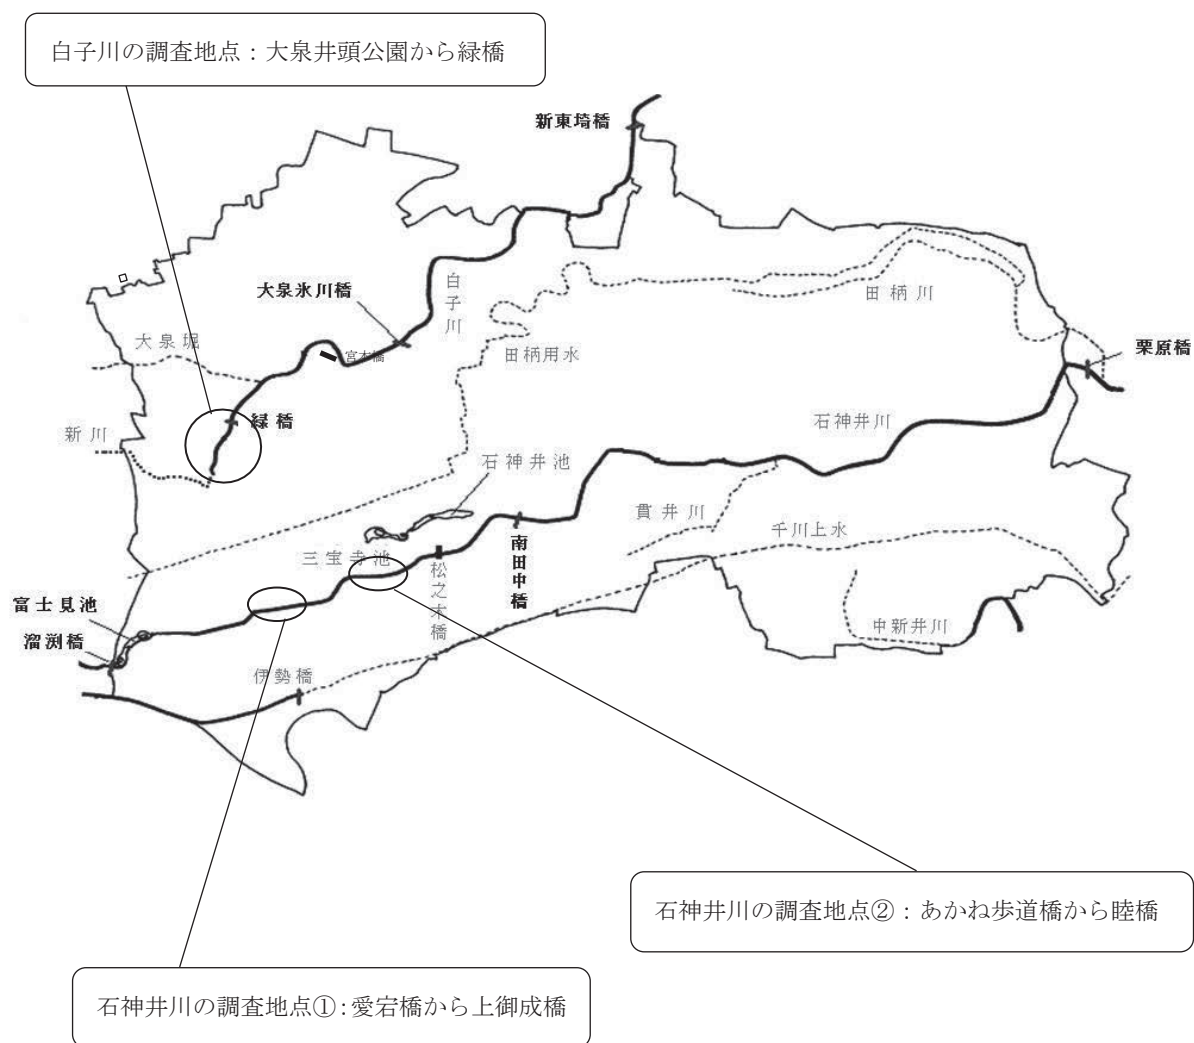 白子川の調査地点：大泉井頭公園から緑橋
新東埼橋
大泉氷川橋
白子川
田柄川
大泉堀
宮本橋
田柄用水
栗原橋
緑橋
石神井川
新川
石神井池
貫井川
千川上水
三宝寺池
南田中橋
松之木橋
富士見池
溜渕橋
中新井川
伊勢橋
石神井川の調査地点②：あかね歩道橋から睦橋
石神井川の調査地点①：愛宕橋から上御成橋